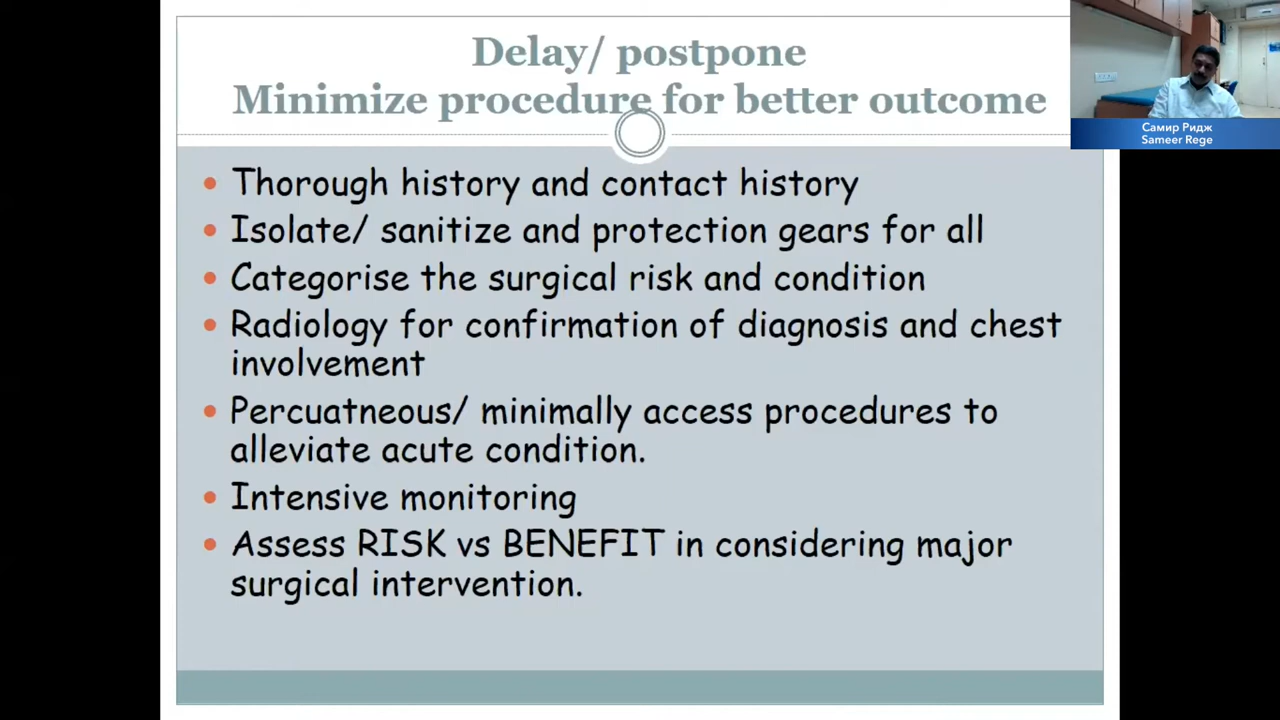 Delay/ postpone
Minimize procedure for better outcome
Самир Ридж
Sameer Rege
Thorough history and contact history
Isolate/ sanitize and protection gears for all
Categorise the surgical risk and condition
Radiology for confirmation of diagnosis and chest
involvement
Percuatneous/ minimally access procedures to
alleviate acute condition.
Intensive monitoring
Assess RISK vs BENEFIT in considering major
surgical intervention.